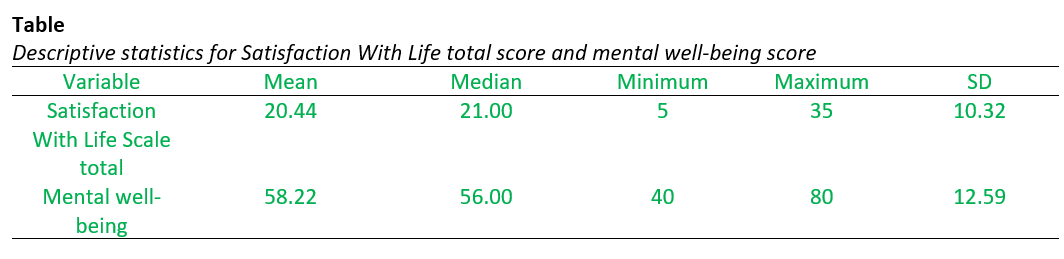 Table
Descriptive statistics for Satisfaction With Life total score and mental well-being score
Variable Mean Median Minimum Maximum SD
Satisfaction 20.44 21.00 5 35 10.32
With Life Scale
total
Mental well- 58.22 56.00 40 80 12.59
being